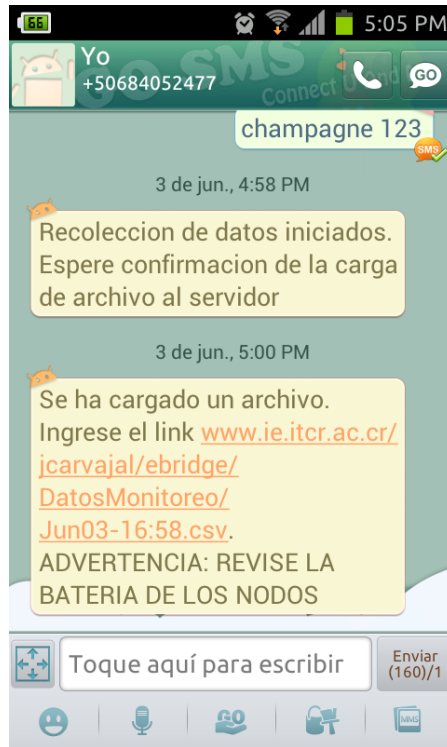 66
5:05 PM
Yo
+50684052477
GO SMS
Connect U and
GO
champagne 123
SMS
3 de jun., 4:58 PM
Recoleccion de datos iniciados.
Espere confirmacion de la carga
de archivo al servidor
3 de jun., 5:00 PM
Se ha cargado un archivo.
Ingrese el link www.ie.itcr.ac.cr/
jcarvajal/ebridge/
DatosMonitoreo/
Jun03-16:58.csv.
ADVERTENCIA: REVISE LA
BATERIA DE LOS NODOS
Toque aquí para escribir
Enviar
(160)/1
GO
MMS